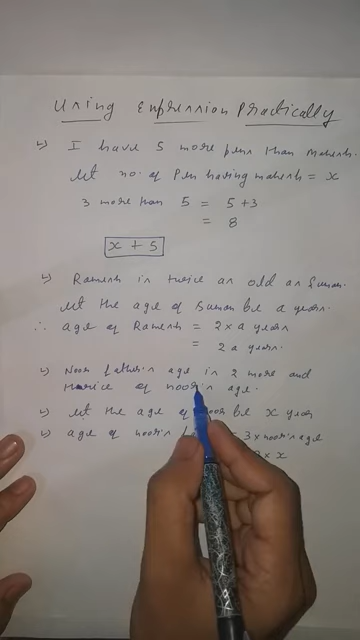 Using Expression Practically
I have 5 more pens than Mahesh.
Let no. of Pen having mahesh = x
3 more than 5 = 5 + 3
= 8
x + 5
Ramesh is twice as old as Suman.
Let the age of Suman be a years.
∴ age of Ramesh = 2 x a years
= 2 a years.
Noor father's age is 2 more and
thrice of noor's age.
Let the age of Noor be x year
age of noor's = 3 x noor's age
x x